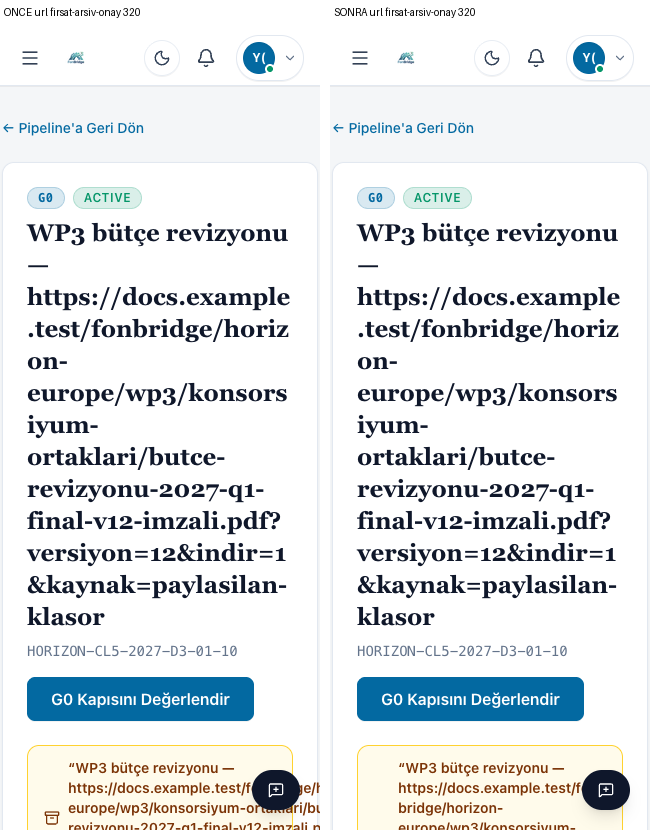 ONCE url firsat-arsiv-onay 320
Y(
← Pipeline'a Geri Dön
G0 ACTIVE
WP3 bütçe revizyonu
—
https://docs.example
.test/fonbridge/horiz
on-
europe/wp3/konsors
iyum-
ortaklari/butce-
revizyonu-2027-q1-
final-v12-imzali.pdf?
versiyon=12&indir=1
&kaynak=paylasilan-
klasor
HORIZON-CL5-2027-D3-01-10
G0 Kapısını Değerlendir
“WP3 bütçe revizyonu —
https://docs.example.test/f
europe/wp3/konsorsiyum-ortaklari/bu
revizyonu-2027-q1-final-v12-imzali.p
SONRA url firsat-arsiv-onay 320
Y(
← Pipeline'a Geri Dön
G0 ACTIVE
WP3 bütçe revizyonu
—
https://docs.example
.test/fonbridge/horiz
on-
europe/wp3/konsors
iyum-
ortaklari/butce-
revizyonu-2027-q1-
final-v12-imzali.pdf?
versiyon=12&indir=1
&kaynak=paylasilan-
klasor
HORIZON-CL5-2027-D3-01-10
G0 Kapısını Değerlendir
“WP3 bütçe revizyonu —
https://docs.example.test/f
bridge/horizon-
europe/wp3/konsorsiyum-